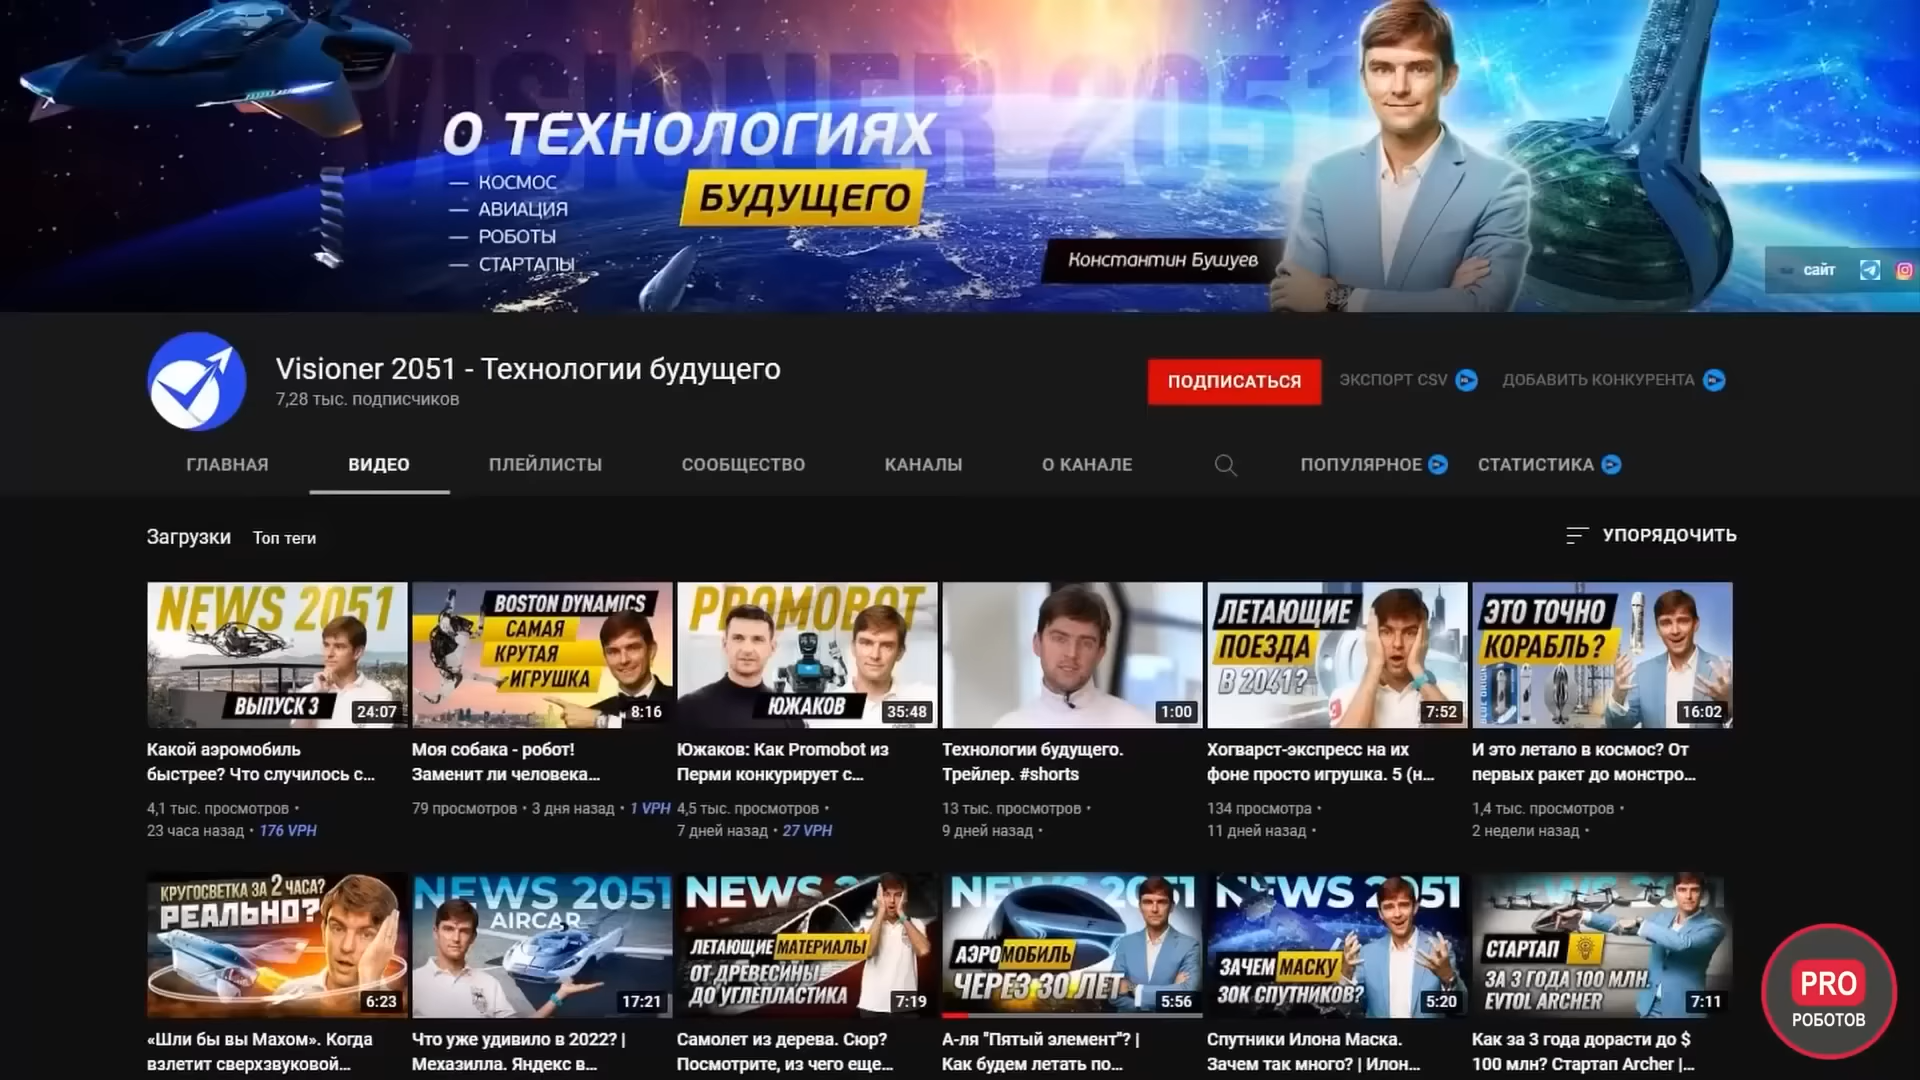 VISIONER 2051
О ТЕХНОЛОГИЯХ
БУДУЩЕГО
— КОСМОС
— АВИАЦИЯ
— РОБОТЫ
— СТАРТАПЫ
Константин Бушуев
сайт
Visioner 2051 - Технологии будущего
7,28 тыс. подписчиков
ПОДПИСАТЬСЯ
ЭКСПОРТ CSV
ДОБАВИТЬ КОНКУРЕНТА
ГЛАВНАЯ
ВИДЕО
ПЛЕЙЛИСТЫ
СООБЩЕСТВО
КАНАЛЫ
О КАНАЛЕ
ПОПУЛЯРНОЕ
СТАТИСТИКА
Загрузки
Топ теги
УПОРЯДОЧИТЬ
NEWS 2051
ВЫПУСК 3
24:07
Какой аэромобиль
быстрее? Что случилось с...
4,1 тыс. просмотров •
23 часа назад • 176 VPH
BOSTON DYNAMICS
САМАЯ
КРУТАЯ
ИГРУШКА
8:16
Моя собака - робот!
Заменит ли человека...
79 просмотров • 3 дня назад • 1 VPH
PROMOBOT
ЮЖАКОВ
35:48
Южаков: Как Promobot из
Перми конкурирует с...
4,5 тыс. просмотров •
7 дней назад • 27 VPH
1:00
Технологии будущего.
Трейлер. #shorts
13 тыс. просмотров •
9 дней назад •
ЛЕТАЮЩИЕ
ПОЕЗДА
В 2041?
7:52
Хогварст-экспресс на их
фоне просто игрушка. 5 (н...
134 просмотра •
11 дней назад •
ЭТО ТОЧНО
КОРАБЛЬ?
BLUE ORIGIN
16:02
И это летало в космос? От
первых ракет до монстро...
1,4 тыс. просмотров •
2 недели назад •
КРУГОСВЕТКА ЗА 2 ЧАСА?
РЕАЛЬНО?
6:23
«Шли бы вы Махом». Когда
взлетит сверхзвуковой...
NEWS 2051
AIRCAR
17:21
Что уже удивило в 2022? |
Мехазилла. Яндекс в...
NEWS 2
ЛЕТАЮЩИЕ МАТЕРИАЛЫ
ОТ ДРЕВЕСИНЫ
ДО УГЛЕПЛАСТИКА
7:19
Самолет из дерева. Сюр?
Посмотрите, из чего еще...
NEWS 2051
АЭРОМОБИЛЬ
ЧЕРЕЗ 30 ЛЕТ
5:56
А-ля "Пятый элемент"? |
Как будем летать по...
NEWS 2051
ЗАЧЕМ МАСКУ
30К СПУТНИКОВ?
5:20
Спутники Илона Маска.
Зачем так много? | Илон...
СТАРТАП
ЗА 3 ГОДА 100 МЛН.
EVTOL ARCHER
7:11
Как за 3 года дорасти до $
100 млн? Стартап Archer |...
PRO
РОБОТОВ